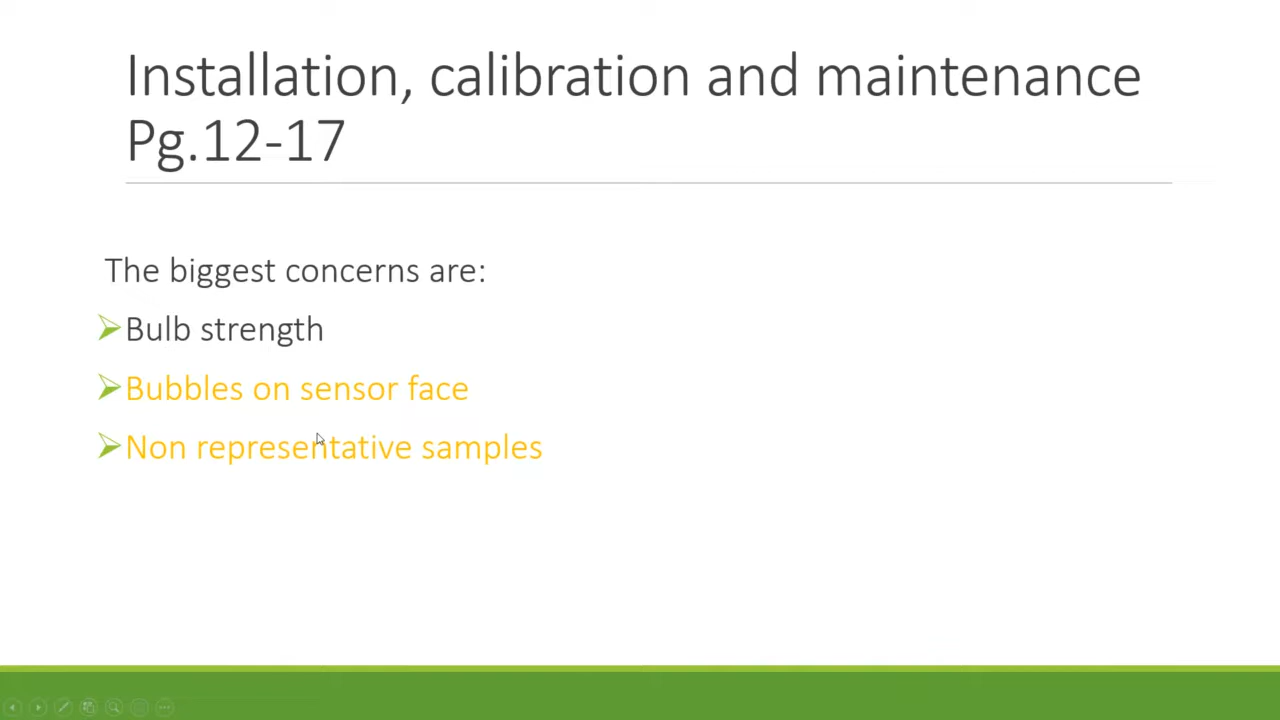 Installation, calibration and maintenance
Pg.12-17
The biggest concerns are:
Bulb strength
Bubbles on sensor face
Non representative samples